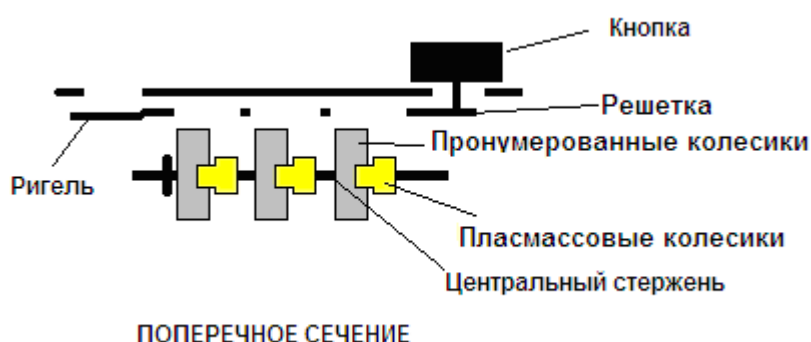 Кнопка
Решетка
Пронумерованные колесики
Ригель
Пласмассовые колесики
Центральный стержень
ПОПЕРЕЧНОЕ СЕЧЕНИЕ